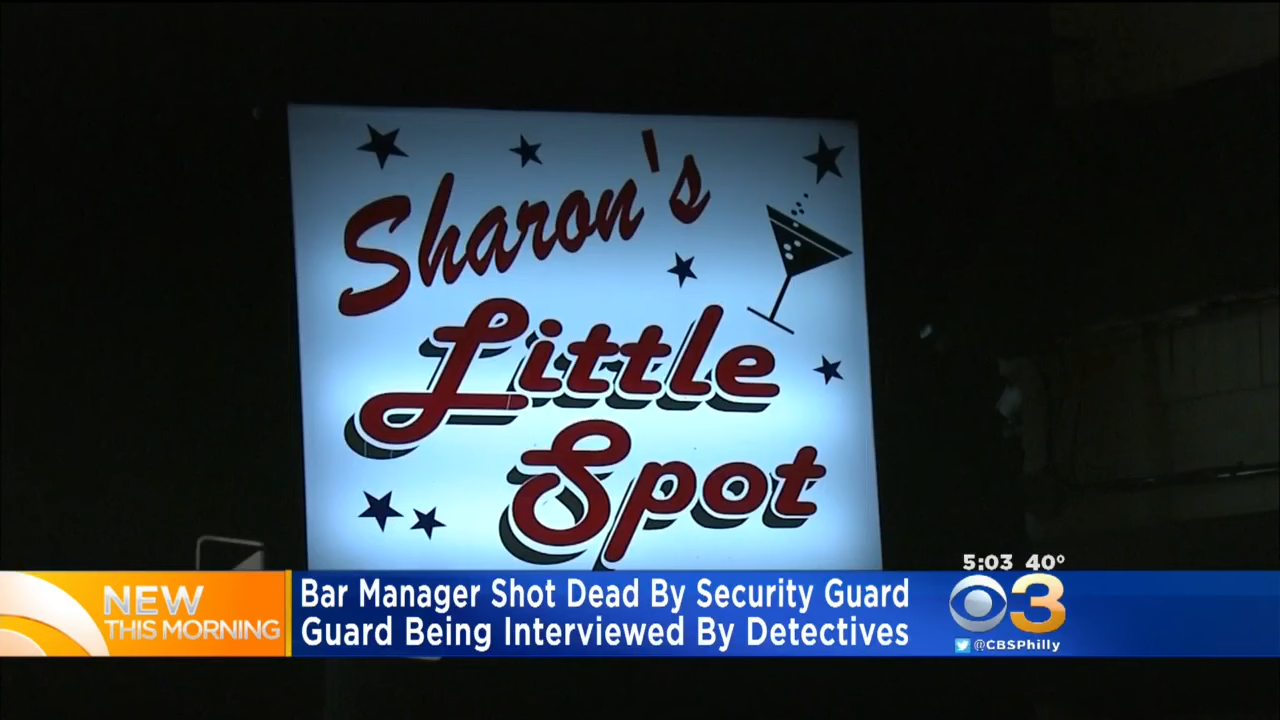 Sharon's
Little
Spot
5:03 40°
NEW
THIS MORNING
Bar Manager Shot Dead By Security Guard
Guard Being Interviewed By Detectives
3
@CBSPhilly